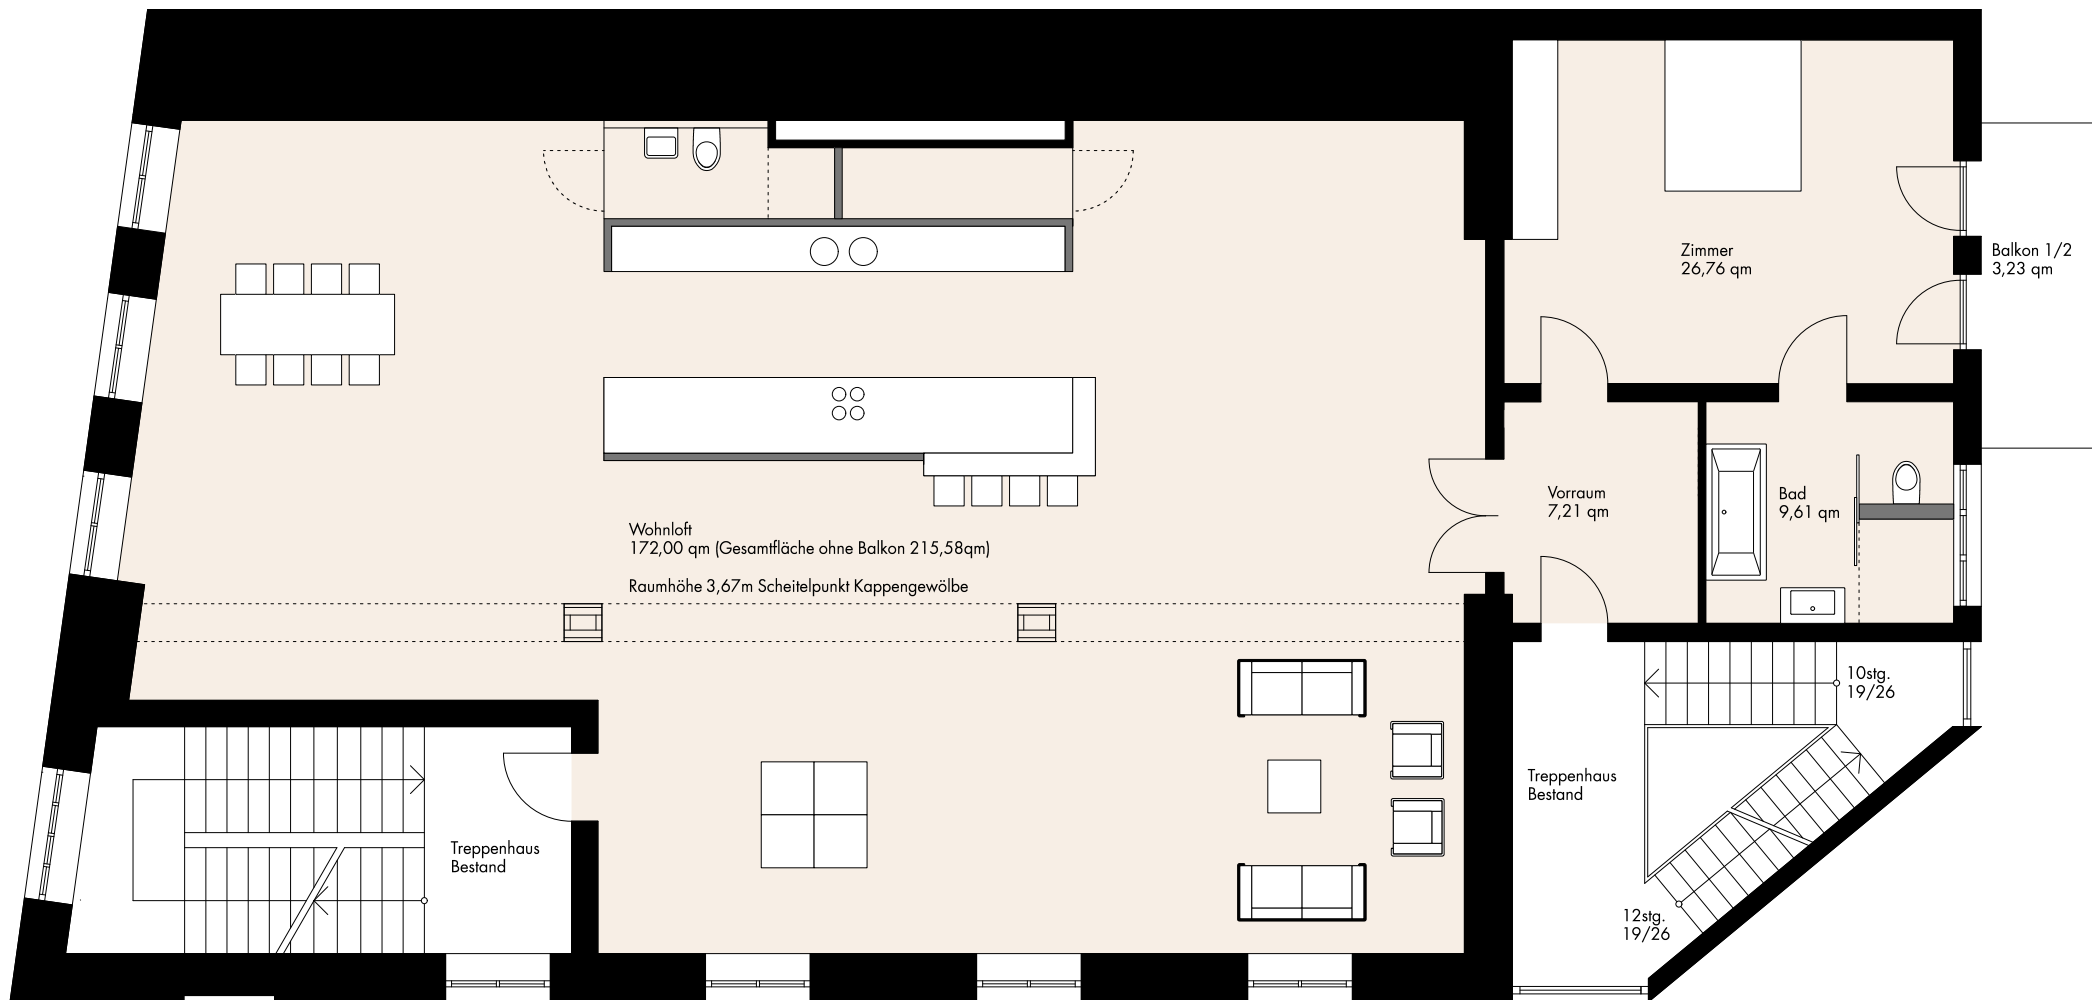 Zimmer
26,76 qm
Balkon 1/2
3,23 qm
Vorraum
7,21 qm
Bad
9,61 qm
Wohnloft
172,00 qm (Gesamtfläche ohne Balkon 215,58qm)
Raumhöhe 3,67m Scheitelpunkt Kappengewölbe
10stg.
19/26
Treppenhaus
Bestand
Treppenhaus
Bestand
12stg.
19/26